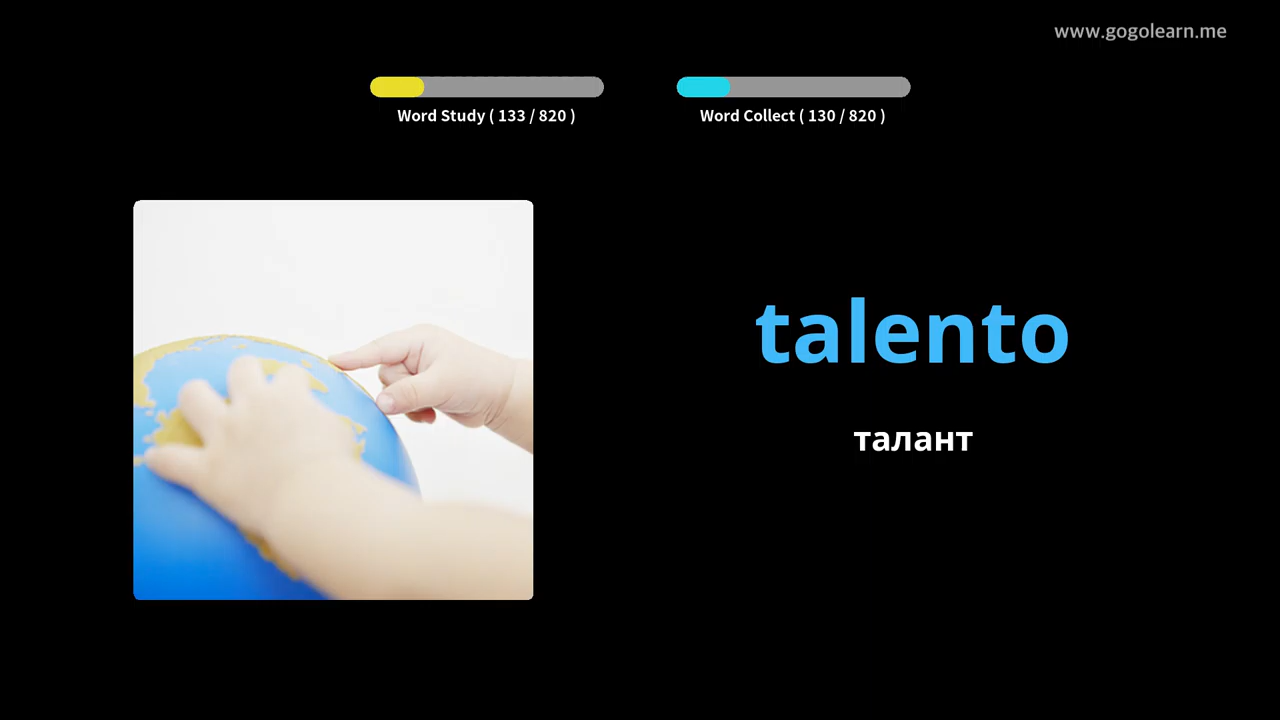 www.gogolearn.me
Word Study ( 133 / 820 )
Word Collect ( 130 / 820 )
talento
талант